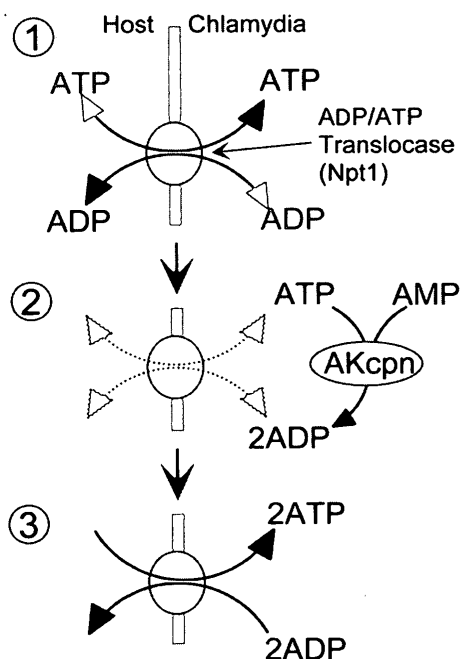 Host Chlamydia
①
ATP ATP
ADP/ATP
Translocase
(Npt1)
ADP ADP
②
ATP AMP
AKcpn
2ADP
③
2ATP
2ADP